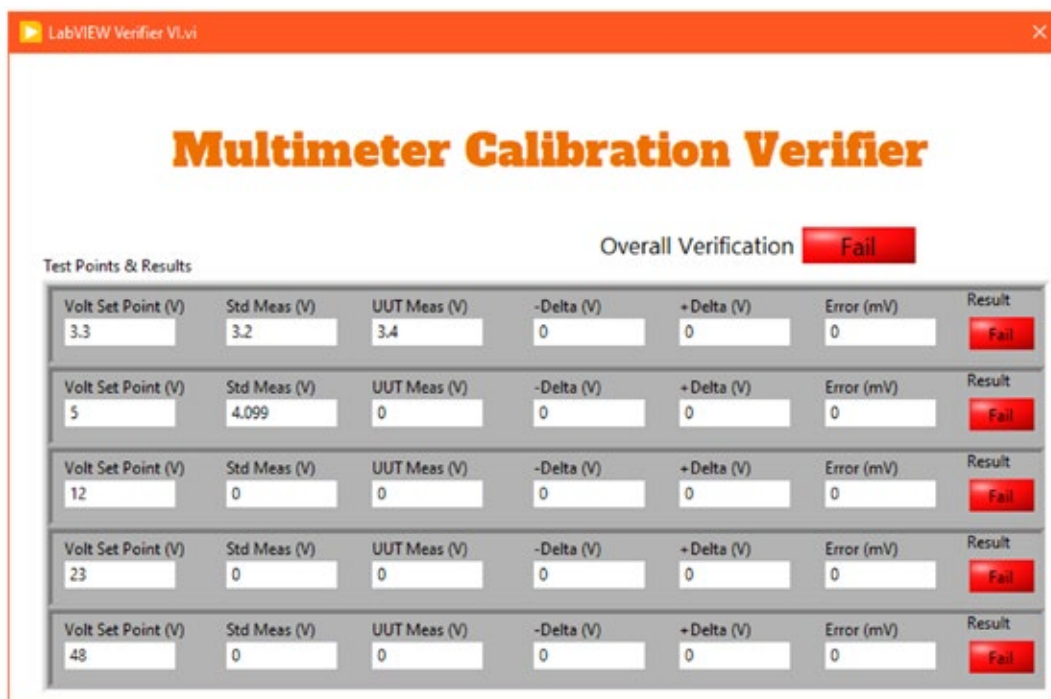 LabVIEW Verifier VI.vi
Multimeter Calibration Verifier
Overall Verification Fail
Test Points & Results
Volt Set Point (V) Std Meas (V) UUT Meas (V) -Delta (V) +Delta (V) Error (mV) Result
3.3 3.2 3.4 0 0 0 Fail
Volt Set Point (V) Std Meas (V) UUT Meas (V) -Delta (V) +Delta (V) Error (mV) Result
5 4.099 0 0 0 0 Fail
Volt Set Point (V) Std Meas (V) UUT Meas (V) -Delta (V) +Delta (V) Error (mV) Result
12 0 0 0 0 0 Fail
Volt Set Point (V) Std Meas (V) UUT Meas (V) -Delta (V) +Delta (V) Error (mV) Result
23 0 0 0 0 0 Fail
Volt Set Point (V) Std Meas (V) UUT Meas (V) -Delta (V) +Delta (V) Error (mV) Result
48 0 0 0 0 0 Fail